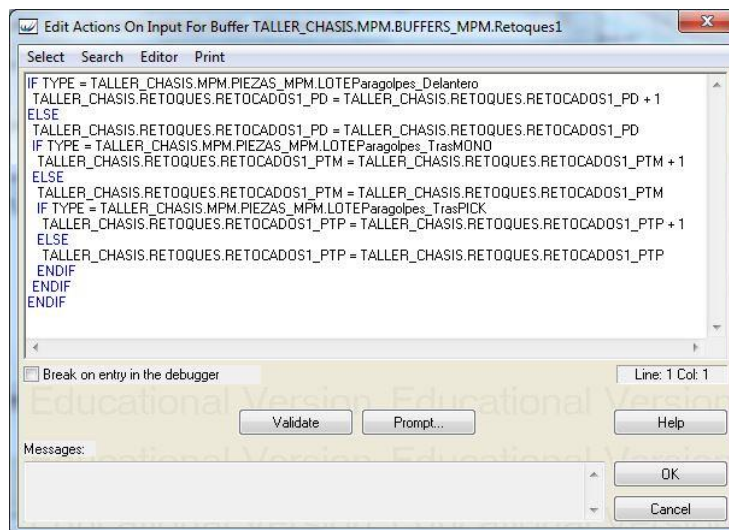 Edit Actions On Input For Buffer TALLER_CHASIS.MPM.BUFFERS_MPM.Retoques1
Select Search Editor Print
IF TYPE = TALLER_CHASIS.MPM.PIEZAS_MPM.LOTEParagolpes_Delantero
TALLER_CHASIS.RETOQUES.RETOCADOS1_PD = TALLER_CHASIS.RETOQUES.RETOCADOS1_PD + 1
ELSE
TALLER_CHASIS.RETOQUES.RETOCADOS1_PD = TALLER_CHASIS.RETOQUES.RETOCADOS1_PD
IF TYPE = TALLER_CHASIS.MPM.PIEZAS_MPM.LOTEParagolpes_TrasMONO
TALLER_CHASIS.RETOQUES.RETOCADOS1_PTM = TALLER_CHASIS.RETOQUES.RETOCADOS1_PTM + 1
ELSE
TALLER_CHASIS.RETOQUES.RETOCADOS1_PTM = TALLER_CHASIS.RETOQUES.RETOCADOS1_PTM
IF TYPE = TALLER_CHASIS.MPM.PIEZAS_MPM.LOTEParagolpes_TrasPICK
TALLER_CHASIS.RETOQUES.RETOCADOS1_PTP = TALLER_CHASIS.RETOQUES.RETOCADOS1_PTP + 1
ELSE
TALLER_CHASIS.RETOQUES.RETOCADOS1_PTP = TALLER_CHASIS.RETOQUES.RETOCADOS1_PTP
ENDIF
ENDIF
ENDIF
Break on entry in the debugger
Line: 1 Col: 1
Educational Version Educational Version
Validate Prompt... Help
Messages:
OK
Cancel